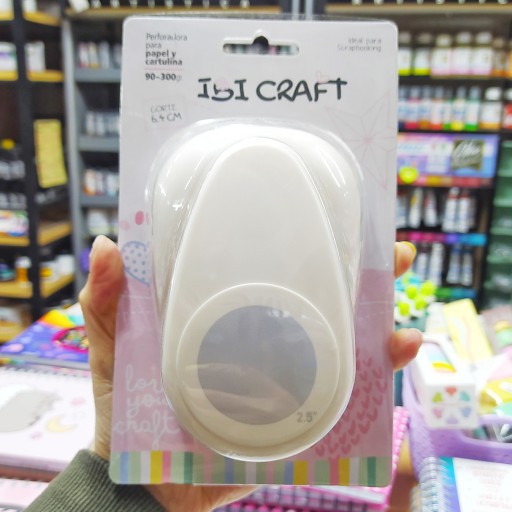 Perforadora
para
papel y
cartulina
90-300g
Ideal para
Scrapbooking
IBI CRAFT
CORTE
6.4 CM
2.5"
love
you
craft